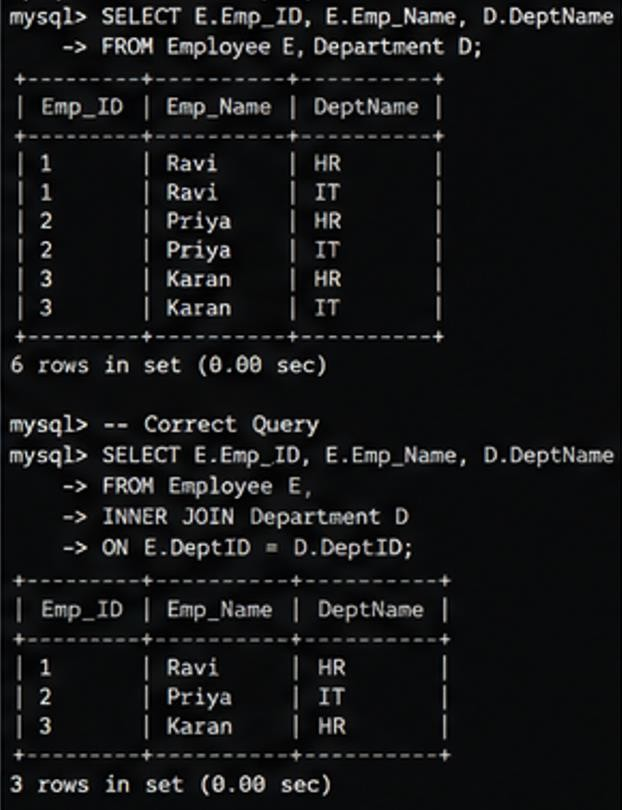 mysql> SELECT E.Emp_ID, E.Emp_Name, D.DeptName
    -> FROM Employee E, Department D;
+---------+----------+----------+
| Emp_ID | Emp_Name | DeptName |
+---------+----------+----------+
| 1 | Ravi | HR |
| 1 | Ravi | IT |
| 2 | Priya | HR |
| 2 | Priya | IT |
| 3 | Karan | HR |
| 3 | Karan | IT |
+---------+----------+----------+
6 rows in set (0.00 sec)
mysql> -- Correct Query
mysql> SELECT E.Emp_ID, E.Emp_Name, D.DeptName
    -> FROM Employee E,
    -> INNER JOIN Department D
    -> ON E.DeptID = D.DeptID;
+---------+----------+----------+
| Emp_ID | Emp_Name | DeptName |
+---------+----------+----------+
| 1 | Ravi | HR |
| 2 | Priya | IT |
| 3 | Karan | HR |
+---------+----------+----------+
3 rows in set (0.00 sec)